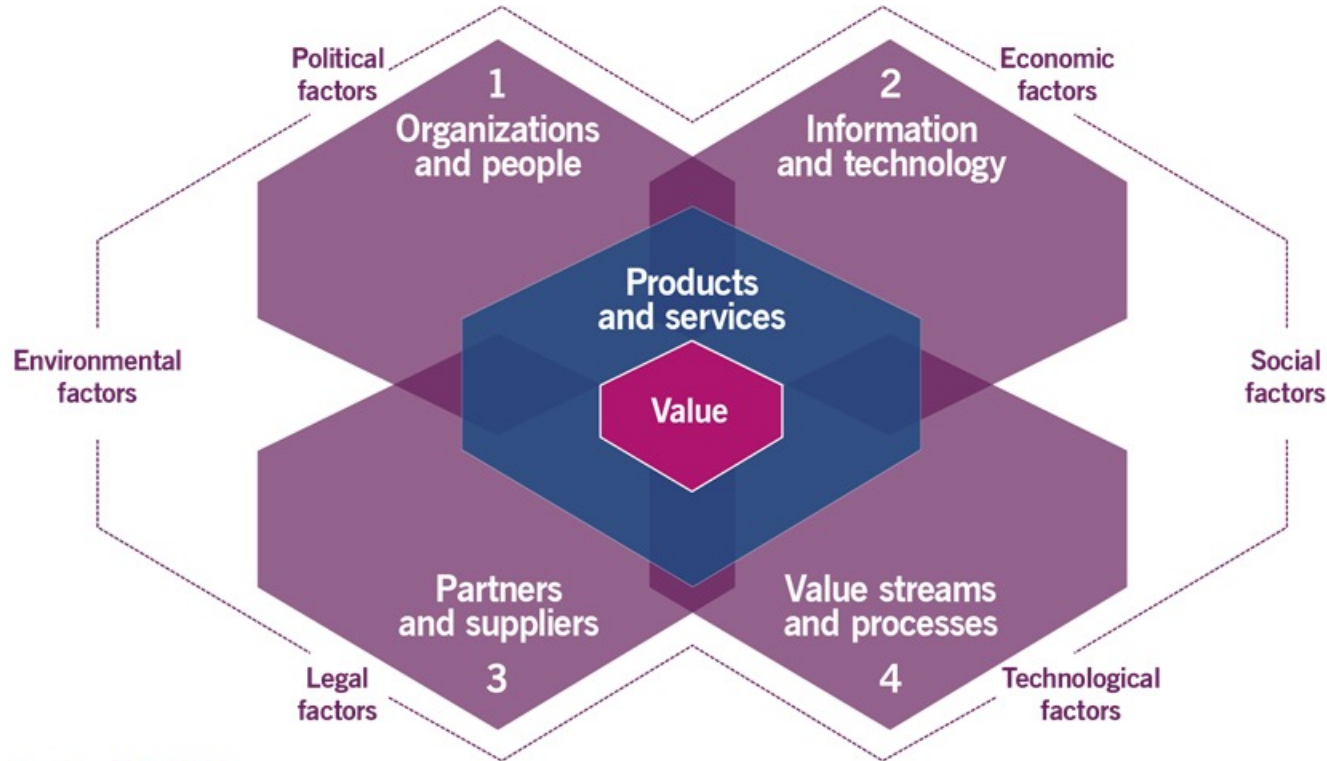 Political
factors
Economic
factors
1
Organizations
and people
2
Information
and technology
Products
and services
Environmental
factors
Value
Social
factors
Partners
and suppliers
3
Value streams
and processes
4
Legal
factors
Technological
factors